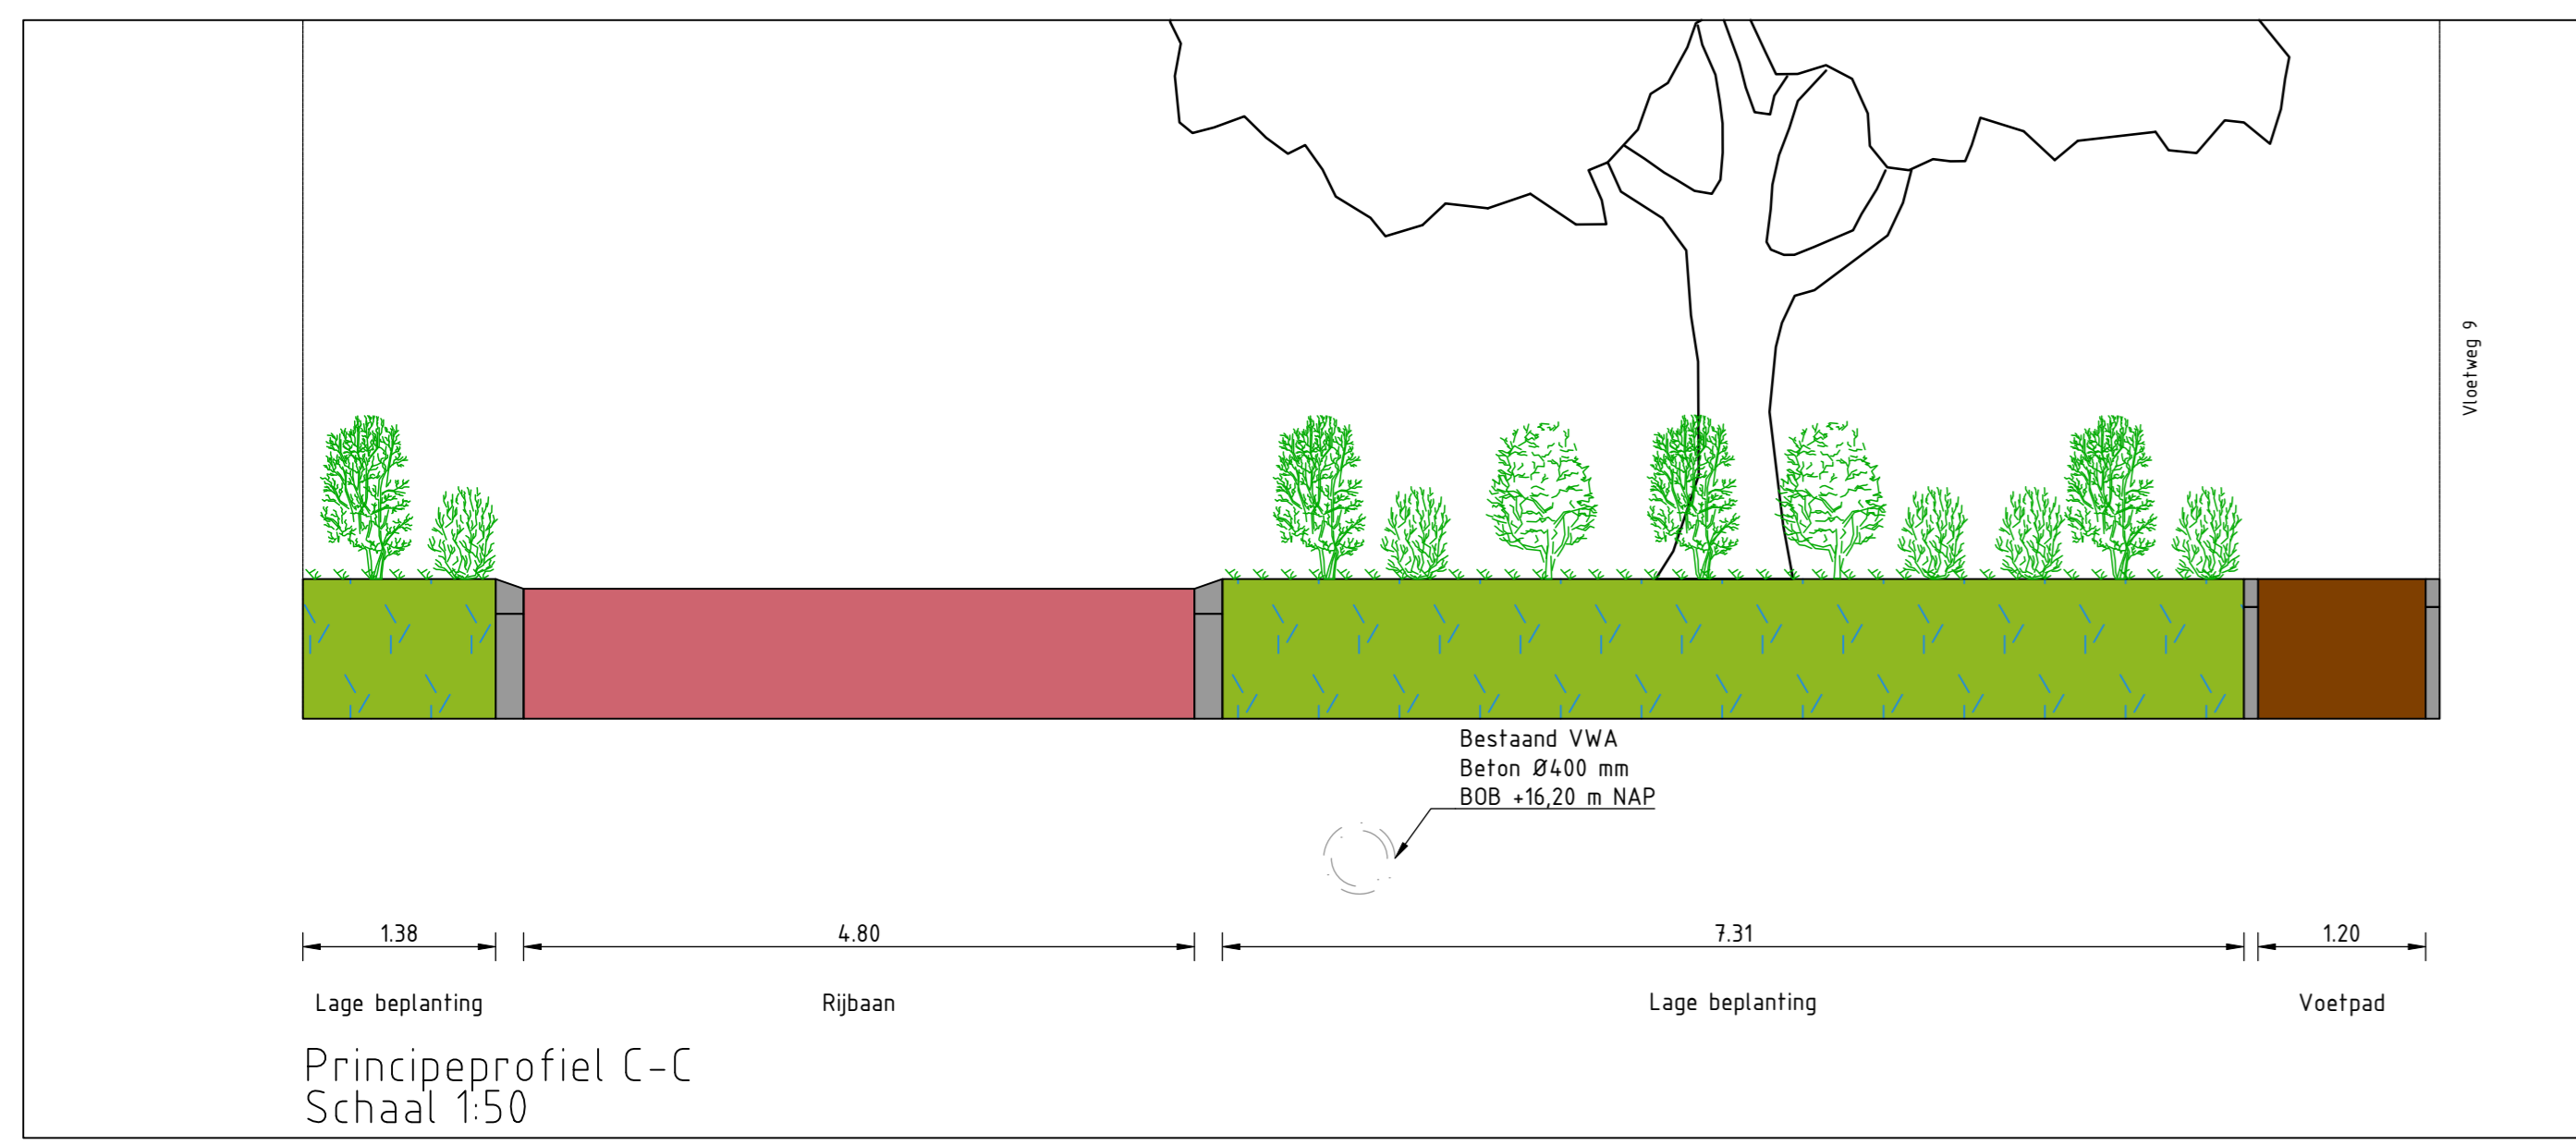 Vloetweg 9
Bestaand VWA
Beton Ø400 mm
BOB +16,20 m NAP
1.38
4.80
7.31
1.20
Lage beplanting
Rijbaan
Lage beplanting
Voetpad
Principeprofiel C-C
Schaal 1:50